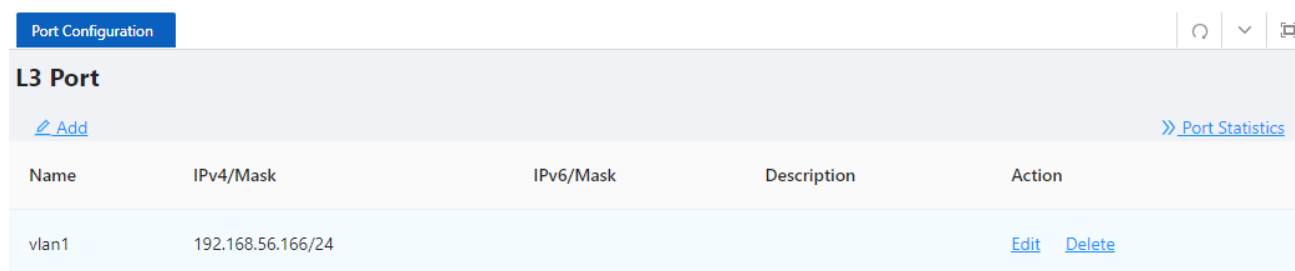 Port Configuration
L3 Port
Add
Port Statistics
Name IPv4/Mask IPv6/Mask Description Action
vlan1 192.168.56.166/24 Edit Delete